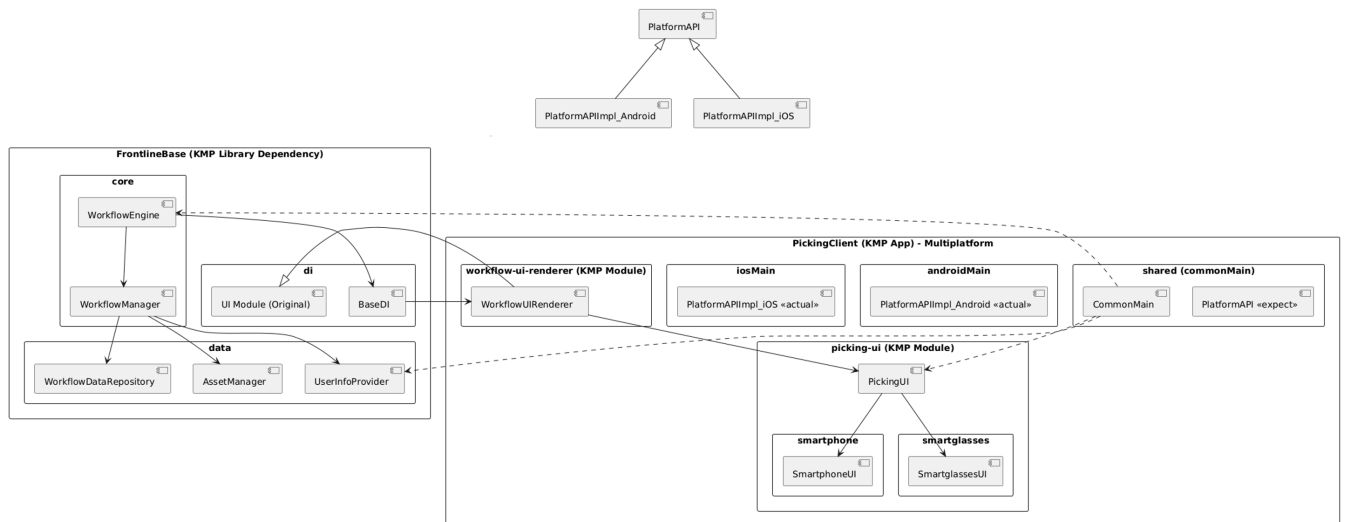 PlatformAPI
PlatformAPIImpl_Android
PlatformAPIImpl_iOS
FrontlineBase (KMP Library Dependency)
core
WorkflowEngine
WorkflowManager
di
UI Module (Original)
BaseDI
data
WorkflowDataRepository
AssetManager
UserInfoProvider
PickingClient (KMP App) - Multiplatform
workflow-ui-renderer (KMP Module)
WorkflowUIRenderer
iosMain
PlatformAPIImpl_iOS «actual»
androidMain
PlatformAPIImpl_Android «actual»
shared (commonMain)
CommonMain
PlatformAPI «expect»
picking-ui (KMP Module)
PickingUI
smartphone
SmartphoneUI
smartglasses
SmartglassesUI